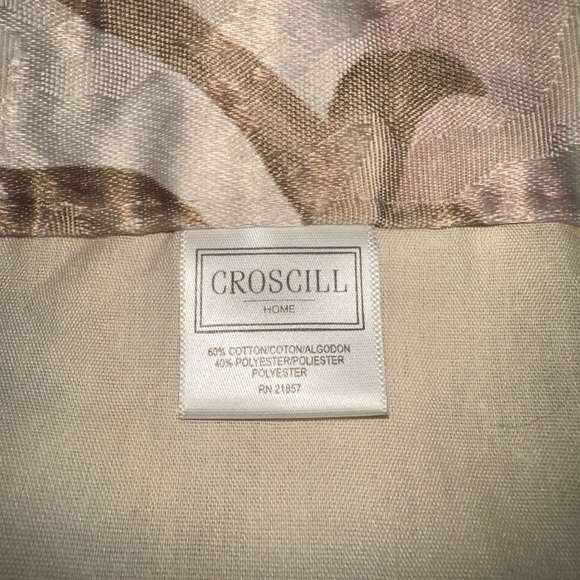 CROSCILL
HOME
60% COTTON/COTON/ALGODON
40% POLYESTER/POLIESTER
POLYESTER
RN 21857